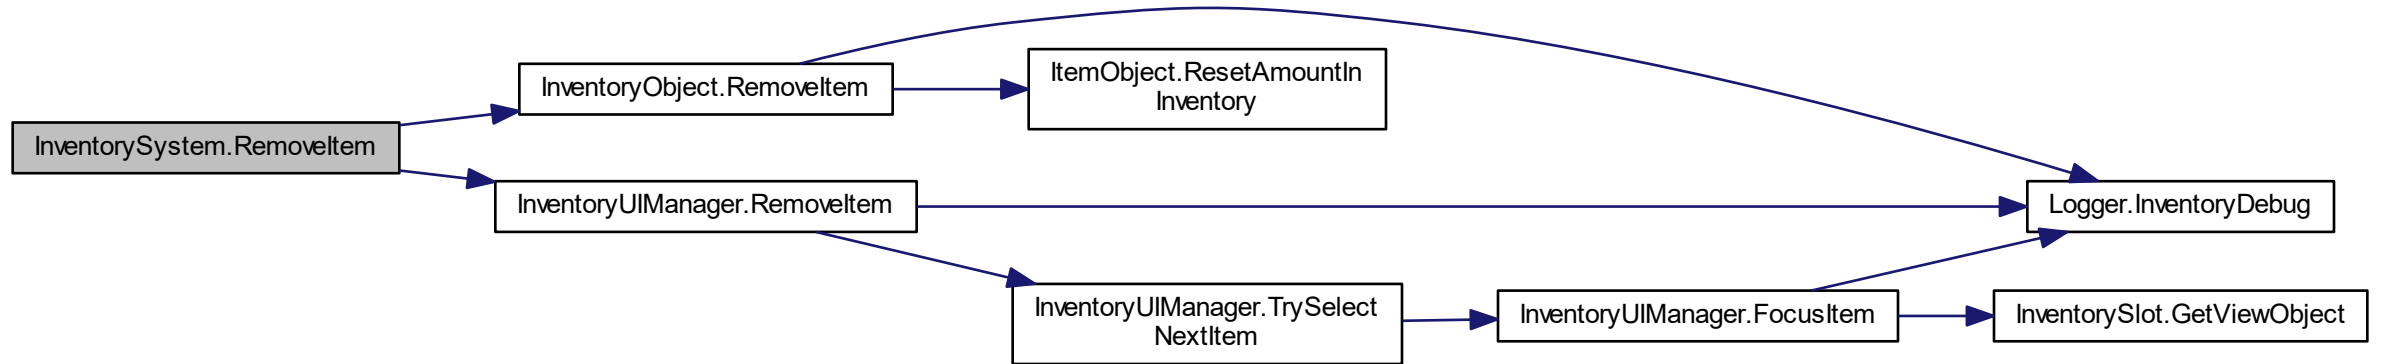 InventorySystem.RemoveItem
InventoryObject.RemoveItem
ItemObject.ResetAmountIn
Inventory
InventoryUIManager.RemoveItem
Logger.InventoryDebug
InventoryUIManager.TrySelect
NextItem
InventoryUIManager.FocusItem
InventorySlot.GetViewObject